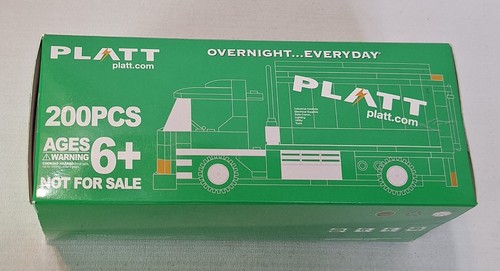 PLATT
platt.com
OVERNIGHT...EVERYDAY
200PCS
AGES 6+
WARNING
NOT FOR SALE
PLATT
platt.com